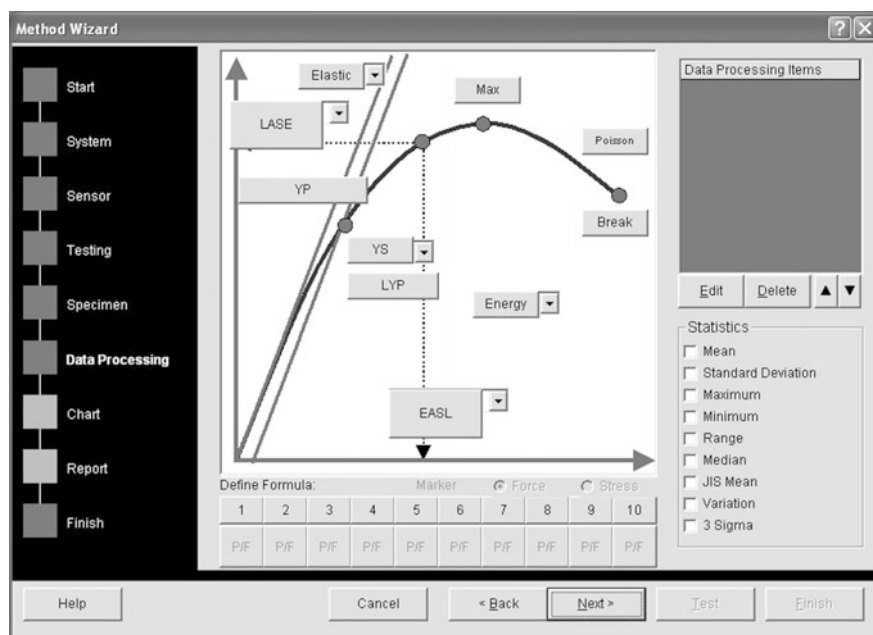 Method Wizard
Start
System
Sensor
Testing
Specimen
Data Processing
Chart
Report
Finish
Elastic
LASE
Max
Poisson
YP
Break
YS
LYP
Energy
EASL
Define Formula: Marker Force Stress
1 2 3 4 5 6 7 8 9 10
P/F P/F P/F P/F P/F P/F P/F P/F P/F P/F
Data Processing Items
Edit Delete
Statistics
Mean
Standard Deviation
Maximum
Minimum
Range
Median
JIS Mean
Variation
3 Sigma
Help Cancel < Back Next > Test Finish